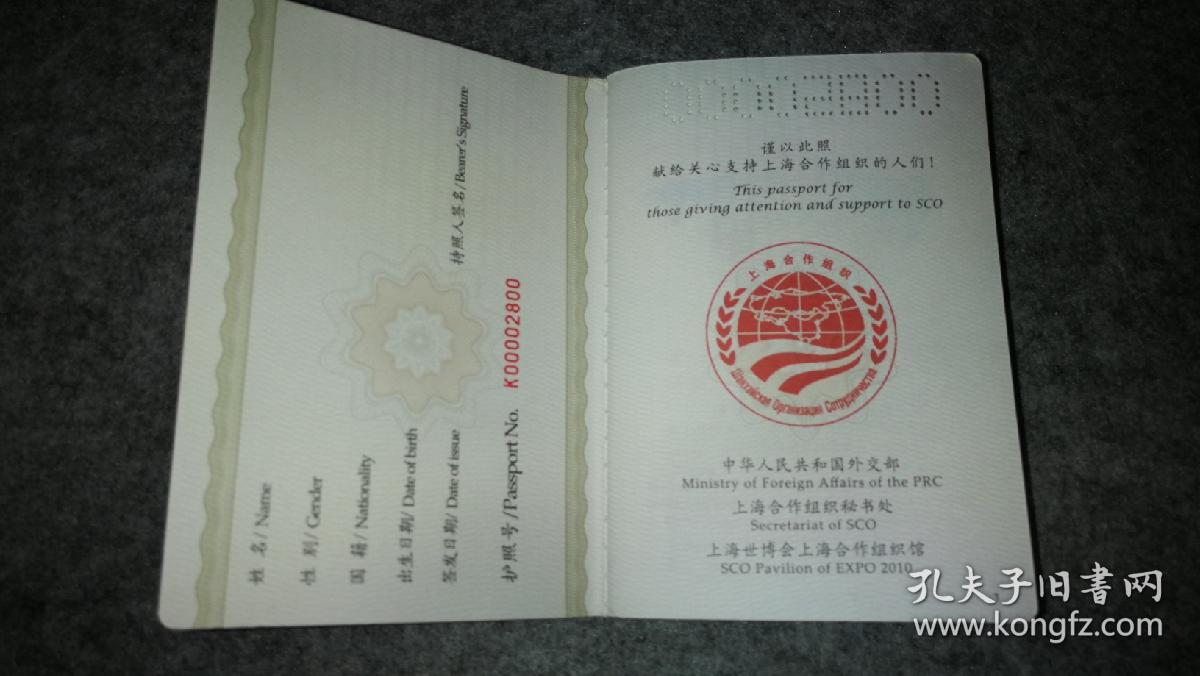 姓 名/ Name
性 别/ Gender
国 籍/ Nationality
出生日期/ Date of birth
签发日期/ Date of issue
持照人签名/Bearer's Signature
护照号/Passport No. K00002800
谨以此照
献给关心支持上海合作组织的人们！
This passport for
those giving attention and support to SCO
上海合作组织
Шанхайская Организация Сотрудничества
中华人民共和国外交部
Ministry of Foreign Affairs of the PRC
上海合作组织秘书处
Secretariat of SCO
上海世博会上海合作组织馆
SCO Pavilion of EXPO 2010
孔夫子旧书网
www.kongfz.com